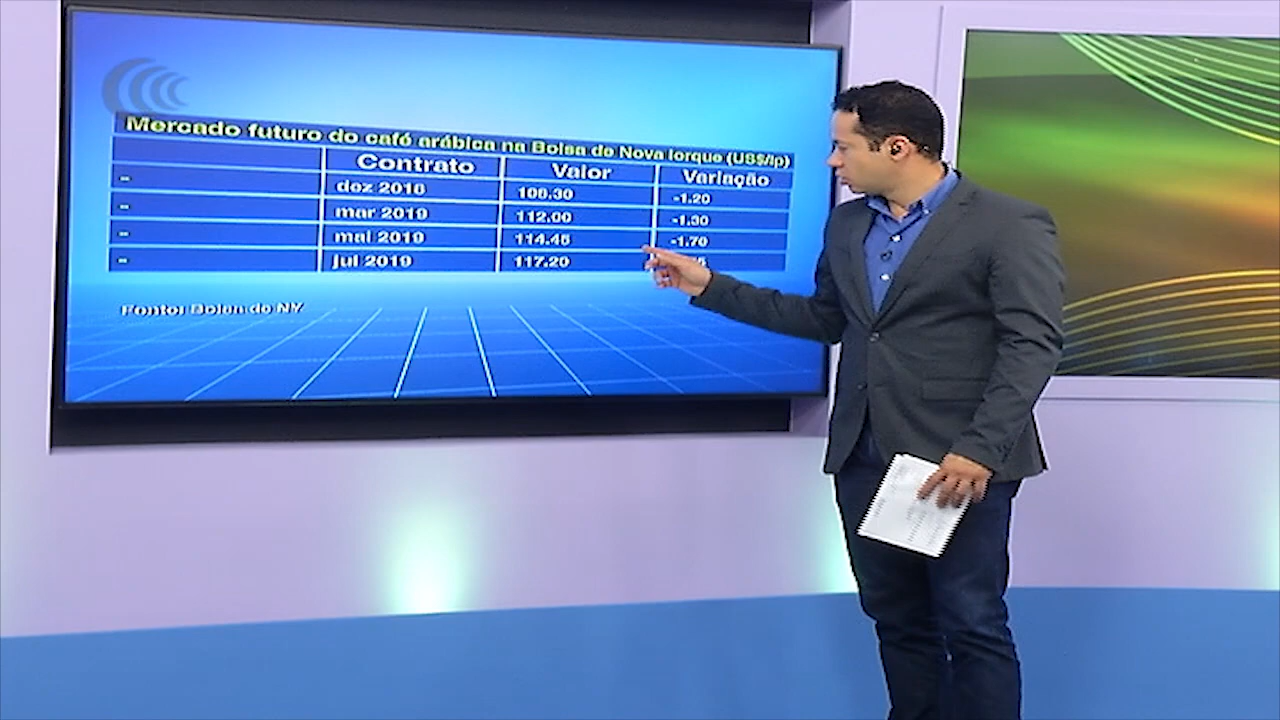 Mercado futuro do café arábica na Bolsa de Nova Iorque (US$/lp)
Contrato Valor Variação
- dez 2018 108.30 -1.20
- mar 2019 112.00 -1.30
- mai 2019 114.45 -1.70
- jul 2019 117.20
Fonte: Bolsa de NY